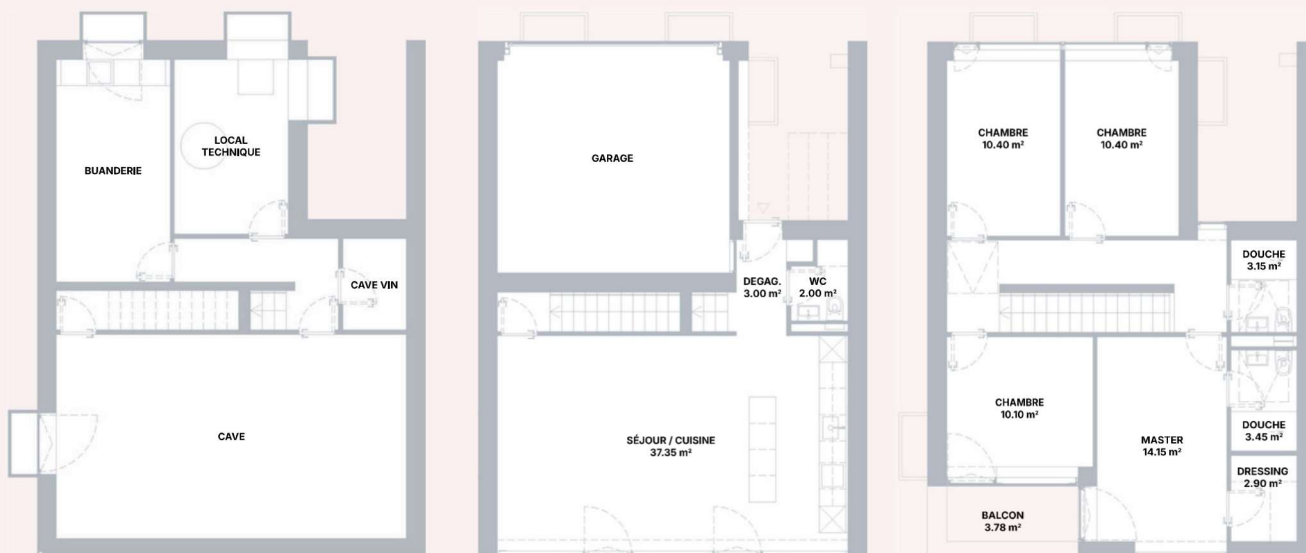 BUANDERIE
LOCAL
TECHNIQUE
CAVE VIN
CAVE
GARAGE
DEGAG.
3.00 m²
WC
2.00 m²
SÉJOUR / CUISINE
37.35 m²
CHAMBRE
10.40 m²
CHAMBRE
10.40 m²
DOUCHE
3.15 m²
CHAMBRE
10.10 m²
MASTER
14.15 m²
DOUCHE
3.45 m²
DRESSING
2.90 m²
BALCON
3.78 m²